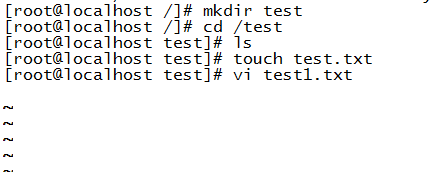 [root@localhost /]# mkdir test
[root@localhost /]# cd /test
[root@localhost test]# ls
[root@localhost test]# touch test.txt
[root@localhost test]# vi test1.txt
~
~
~
~
~